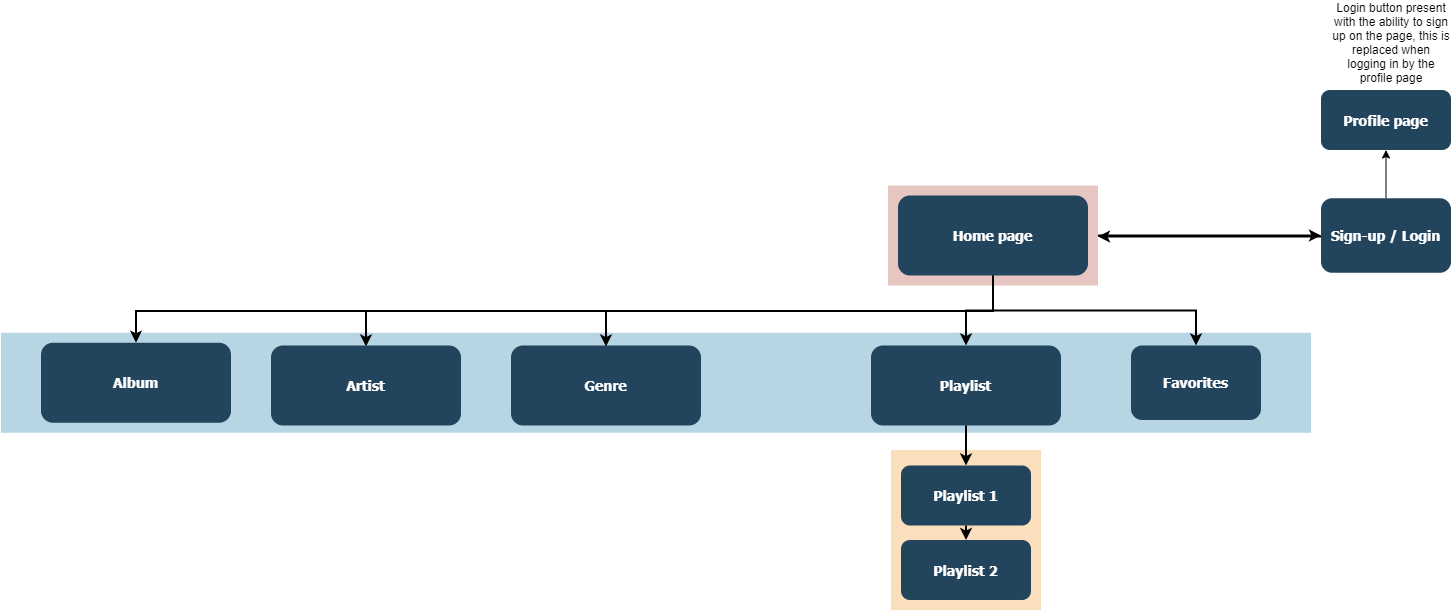 Login button present
with the ability to sign
up on the page, this is
replaced when
logging in by the
profile page
Profile page
Home page
Sign-up / Login
Album
Artist
Genre
Playlist
Favorites
Playlist 1
Playlist 2